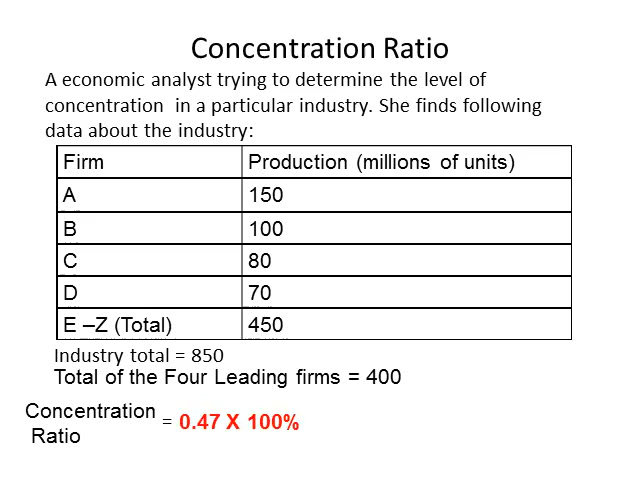 Concentration Ratio
A economic analyst trying to determine the level of
concentration in a particular industry. She finds following
data about the industry:
Firm Production (millions of units)
A 150
B 100
C 80
D 70
E –Z (Total) 450
Industry total = 850
Total of the Four Leading firms = 400
Concentration
Ratio
= 0.47 X 100%